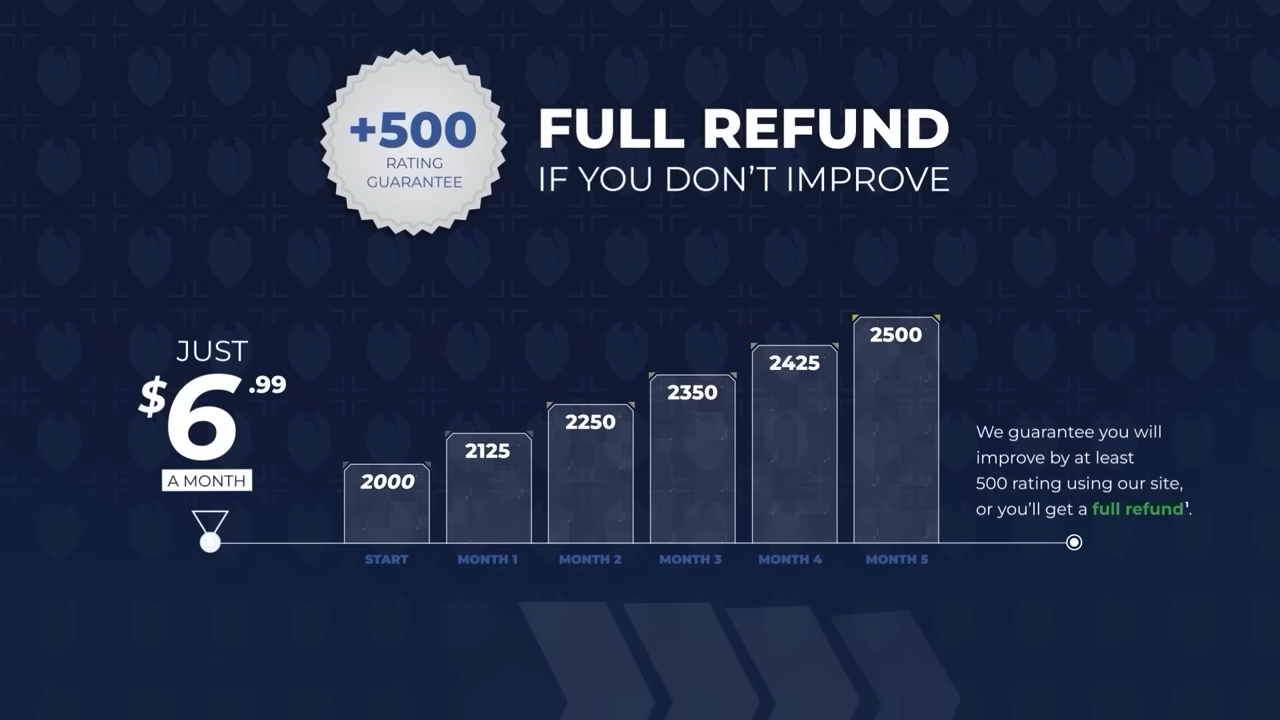 +500
RATING
GUARANTEE
FULL REFUND
IF YOU DON'T IMPROVE
JUST
$6.99
A MONTH
2000
2125
2250
2350
2425
2500
START
MONTH 1
MONTH 2
MONTH 3
MONTH 4
MONTH 5
We guarantee you will
improve by at least
500 rating using our site,
or you'll get a full refund¹.